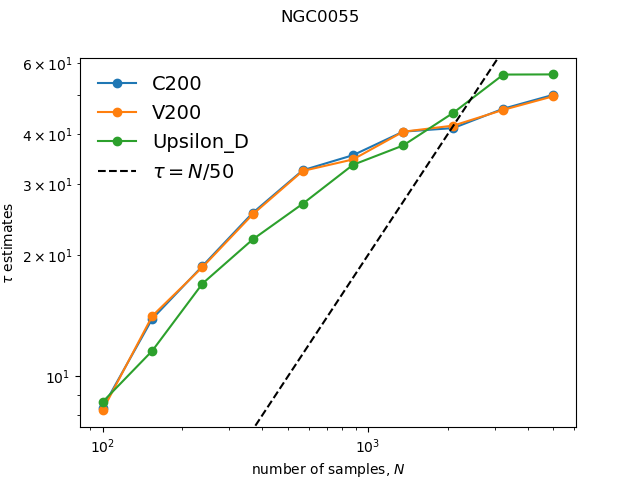 NGC0055
6 × 10¹
4 × 10¹
3 × 10¹
2 × 10¹
10¹
τ estimates
C200
V200
Upsilon_D
τ = N/50
10²
10³
number of samples, N